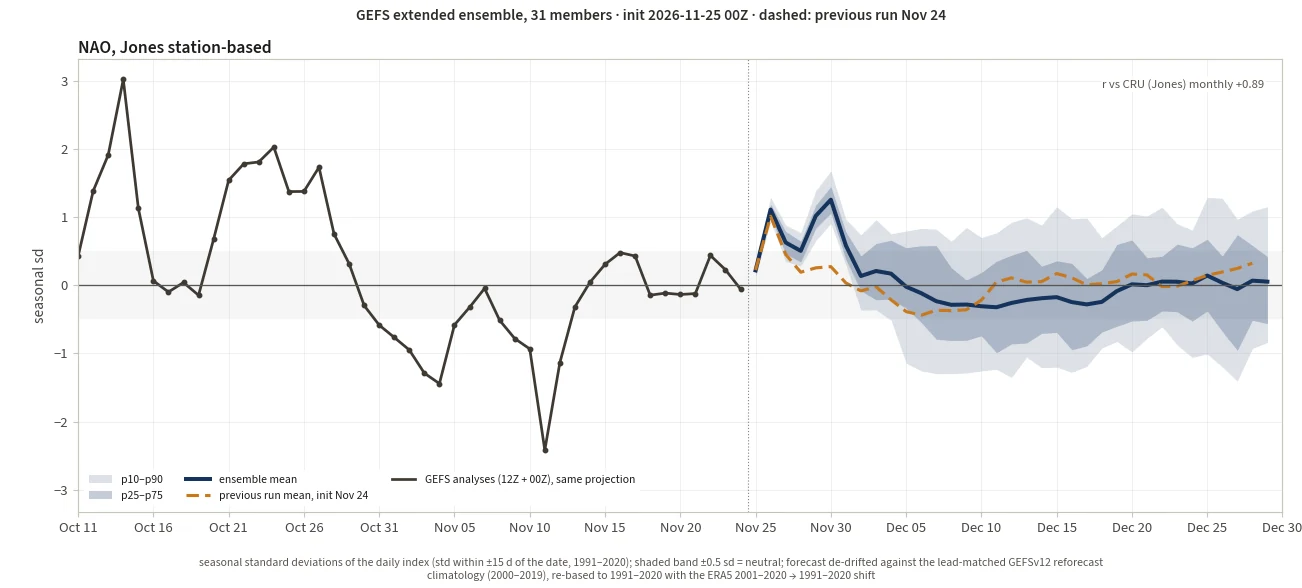 GEFS extended ensemble, 31 members · init 2026-11-25 00Z · dashed: previous run Nov 24
NAO, Jones station-based
r vs CRU (Jones) monthly +0.89
seasonal sd
3
2
1
0
−1
−2
−3
p10–p90
p25–p75
ensemble mean
previous run mean, init Nov 24
GEFS analyses (12Z + 00Z), same projection
Oct 11 Oct 16 Oct 21 Oct 26 Oct 31 Nov 05 Nov 10 Nov 15 Nov 20 Nov 25 Nov 30 Dec 05 Dec 10 Dec 15 Dec 20 Dec 25 Dec 30
seasonal standard deviations of the daily index (std within ±15 d of the date, 1991–2020); shaded band ±0.5 sd = neutral; forecast de-drifted against the lead-matched GEFSv12 reforecast
climatology (2000–2019), re-based to 1991–2020 with the ERA5 2001–2020 → 1991–2020 shift